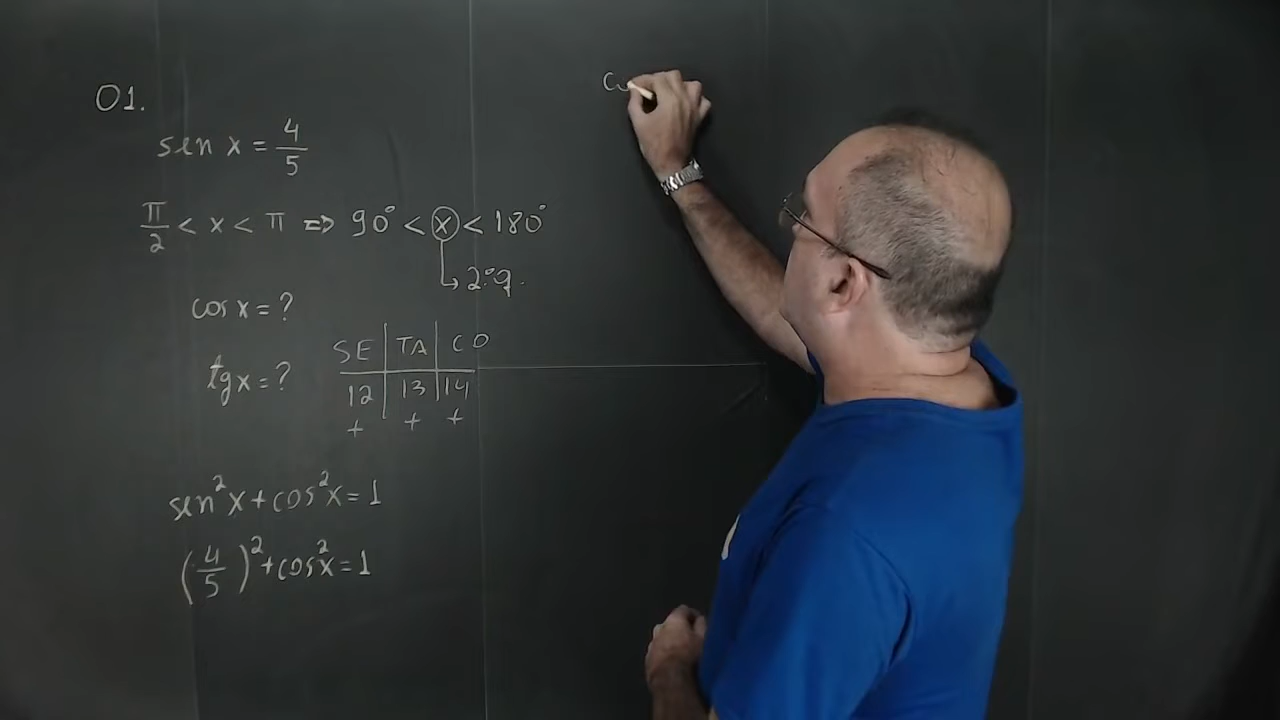 01.
sen x = 4/5
π/2 < x < π ⇒ 90° < x < 180°
2º q.
cos x = ?
tg x = ?
SE | TA | CO
12 | 13 | 14
+ + +
sen²x + cos²x = 1
(4/5)² + cos²x = 1